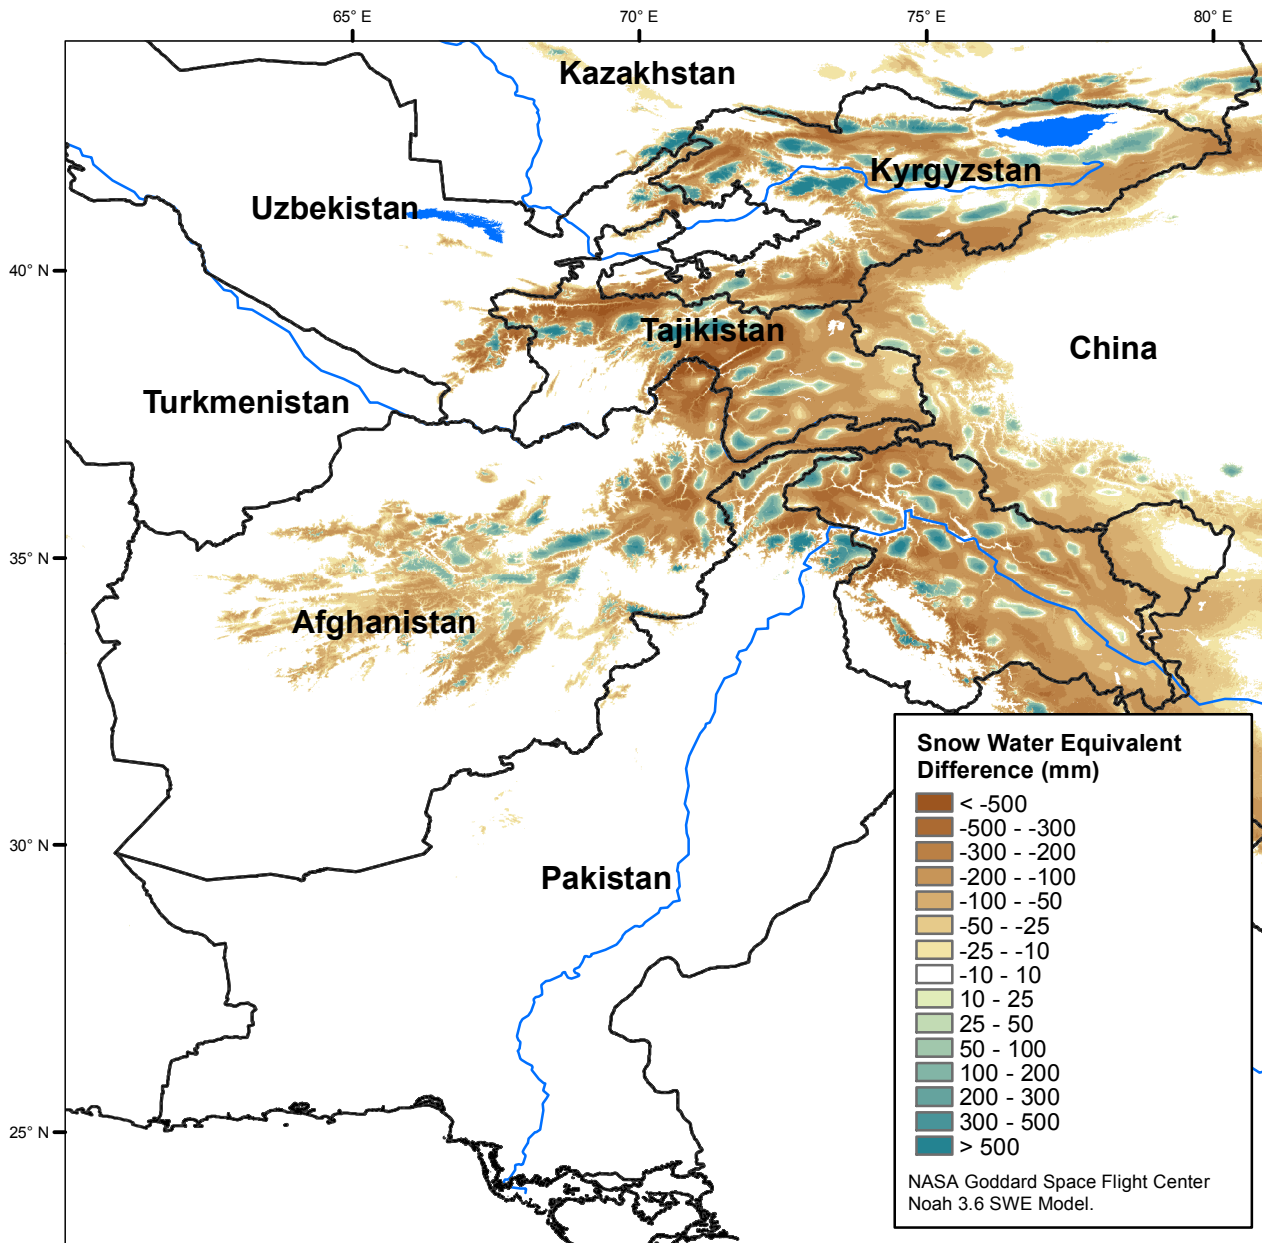 65° E
70° E
75° E
80° E
Kazakhstan
Kyrgyzstan
Uzbekistan
40° N
Tajikistan
China
Turkmenistan
35° N
Afghanistan
Snow Water Equivalent
Difference (mm)
< -500
-500 - -300
-300 - -200
-200 - -100
-100 - -50
-50 - -25
-25 - -10
-10 - 10
10 - 25
25 - 50
50 - 100
100 - 200
200 - 300
300 - 500
> 500
NASA Goddard Space Flight Center
Noah 3.6 SWE Model.
30° N
Pakistan
25° N